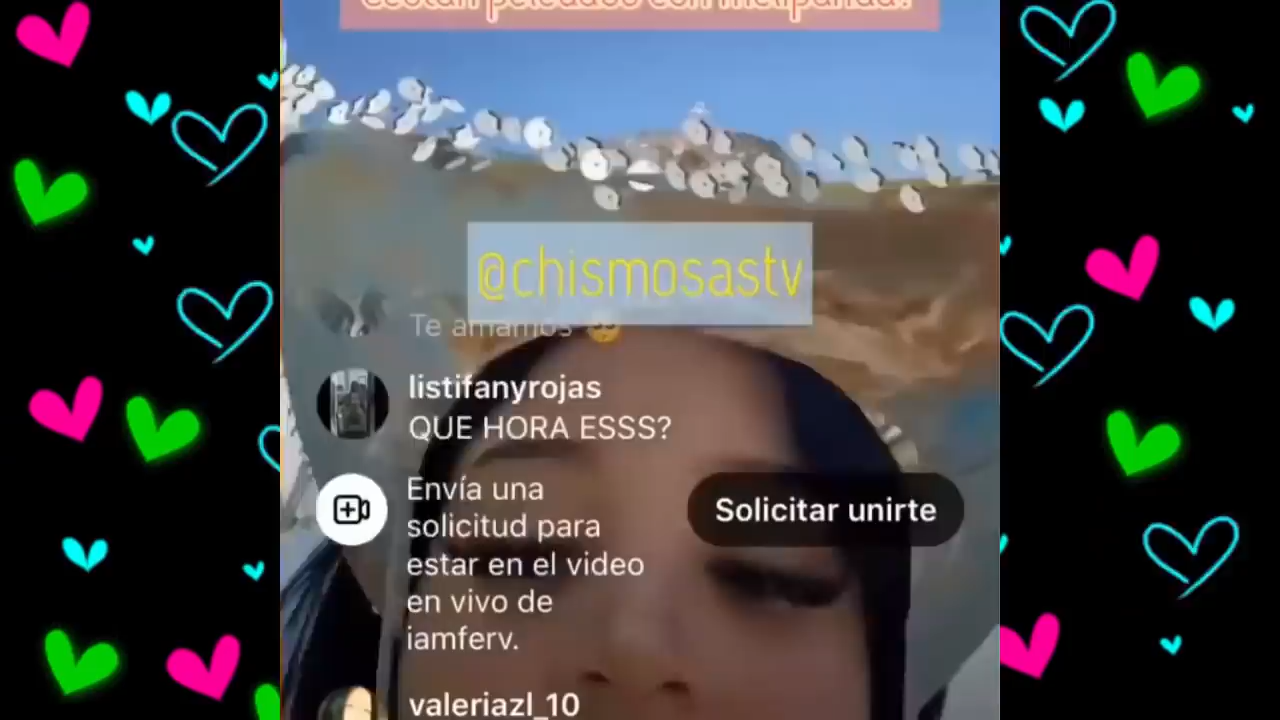 @chismosastv
Te amamos
listifanyrojas
QUE HORA ESSS?
Envía una
solicitud para
estar en el video
en vivo de
iamferv.
Solicitar unirte
valeriazl_10